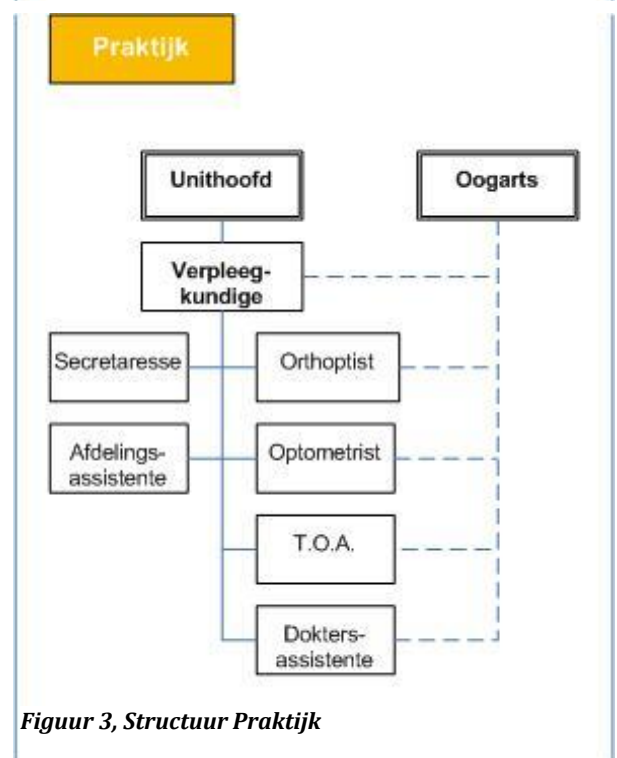 Praktijk
Unithoofd
Oogarts
Verpleeg-
kundige
Secretaresse
Orthoptist
Afdelings-
assistente
Optometrist
T.O.A.
Dokters-
assistente
Figuur 3, Structuur Praktijk